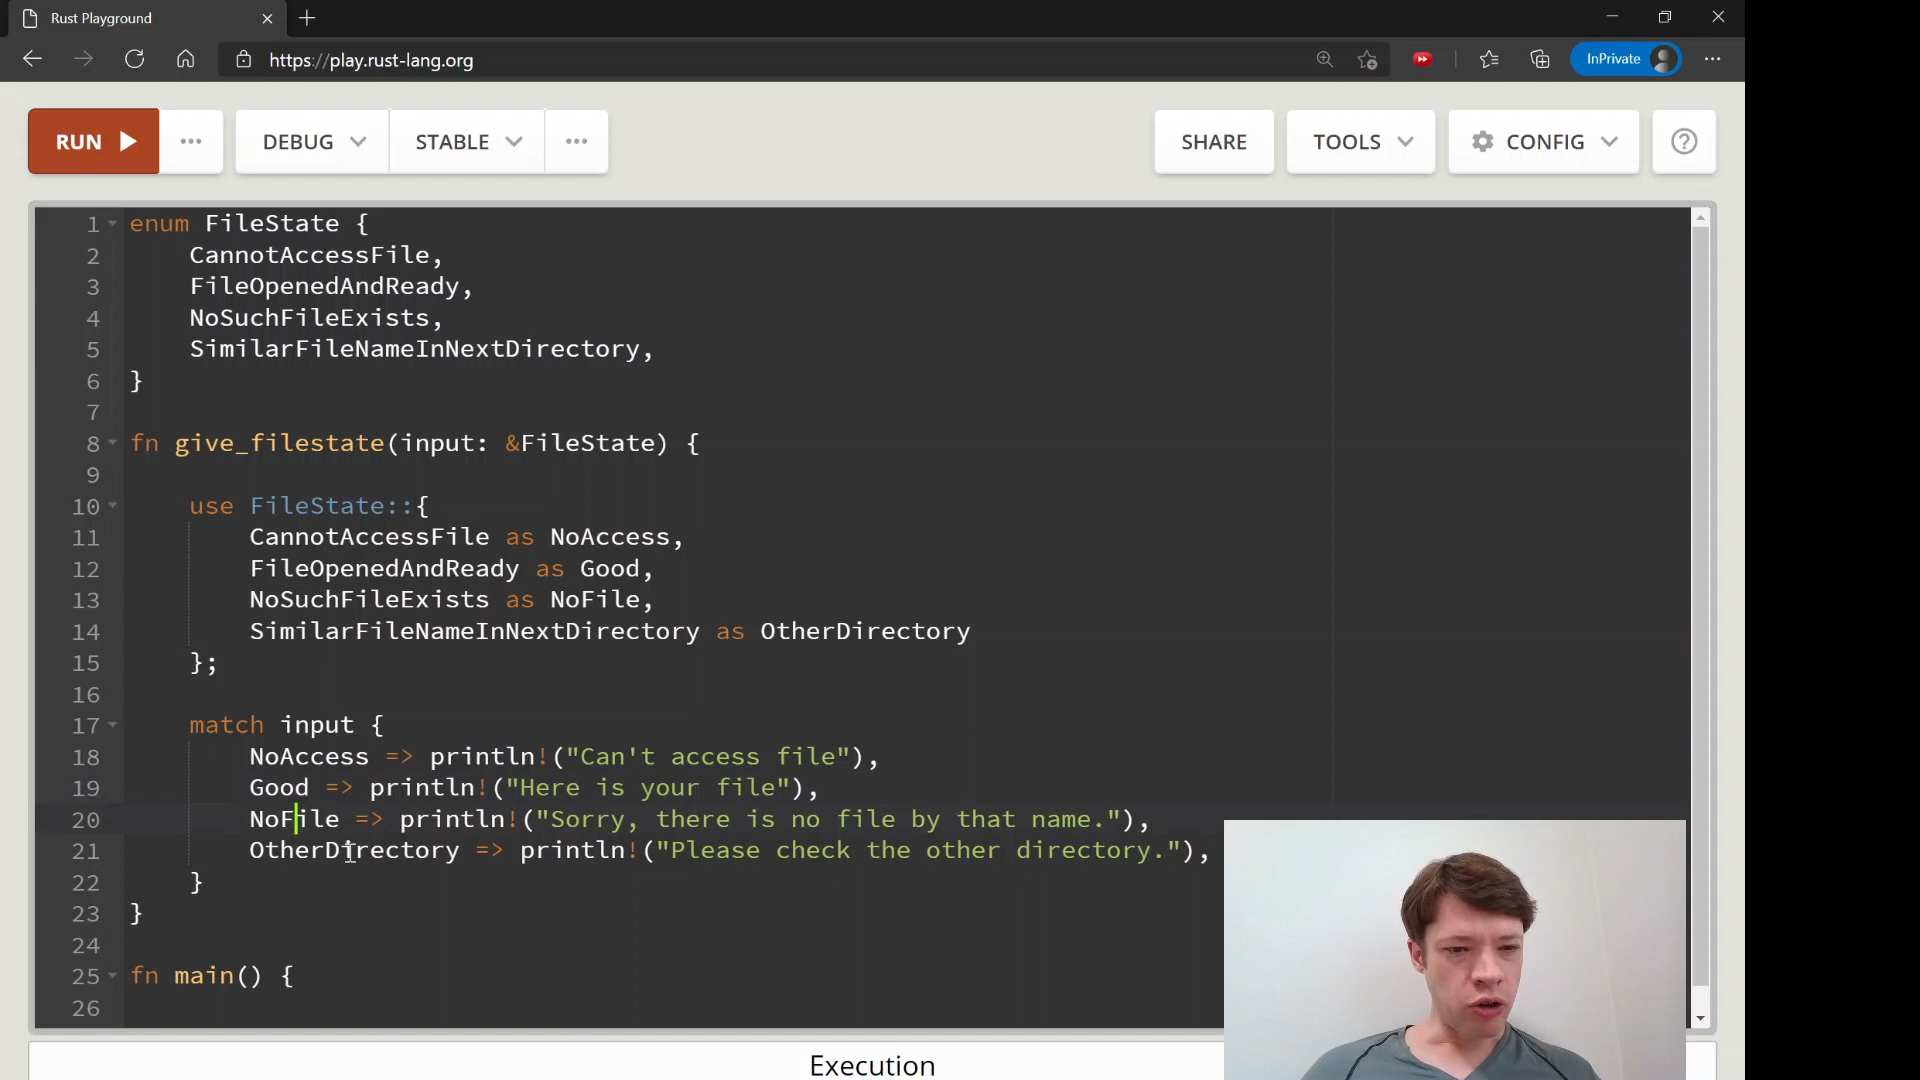 Rust Playground
https://play.rust-lang.org
InPrivate
RUN
DEBUG
STABLE
SHARE
TOOLS
CONFIG
1 enum FileState {
2 CannotAccessFile,
3 FileOpenedAndReady,
4 NoSuchFileExists,
5 SimilarFileNameInNextDirectory,
6 }
7
8 fn give_filestate(input: &FileState) {
9
10 use FileState::{
11 CannotAccessFile as NoAccess,
12 FileOpenedAndReady as Good,
13 NoSuchFileExists as NoFile,
14 SimilarFileNameInNextDirectory as OtherDirectory
15 };
16
17 match input {
18 NoAccess => println!("Can't access file"),
19 Good => println!("Here is your file"),
20 NoFile => println!("Sorry, there is no file by that name."),
21 OtherDirectory => println!("Please check the other directory."),
22 }
23 }
24
25 fn main() {
26
Execution